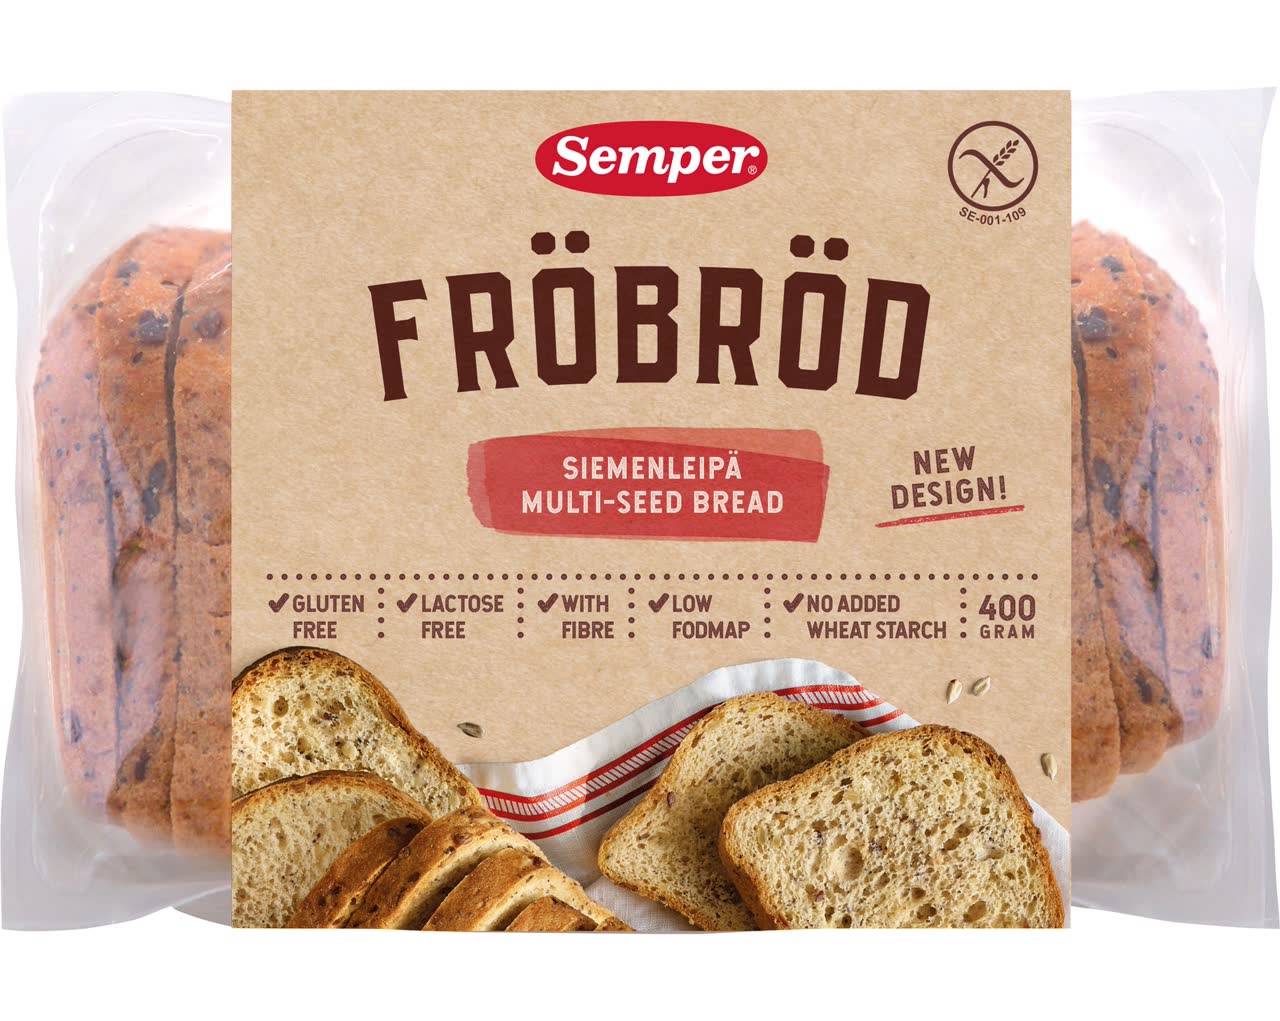 Semper®
SE-001-109
FRÖBRÖD
SIEMENLEIPÄ
MULTI-SEED BREAD
NEW
DESIGN!
✓GLUTEN
FREE
✓LACTOSE
FREE
✓WITH
FIBRE
✓LOW
FODMAP
✓NO ADDED
WHEAT STARCH
400
GRAM